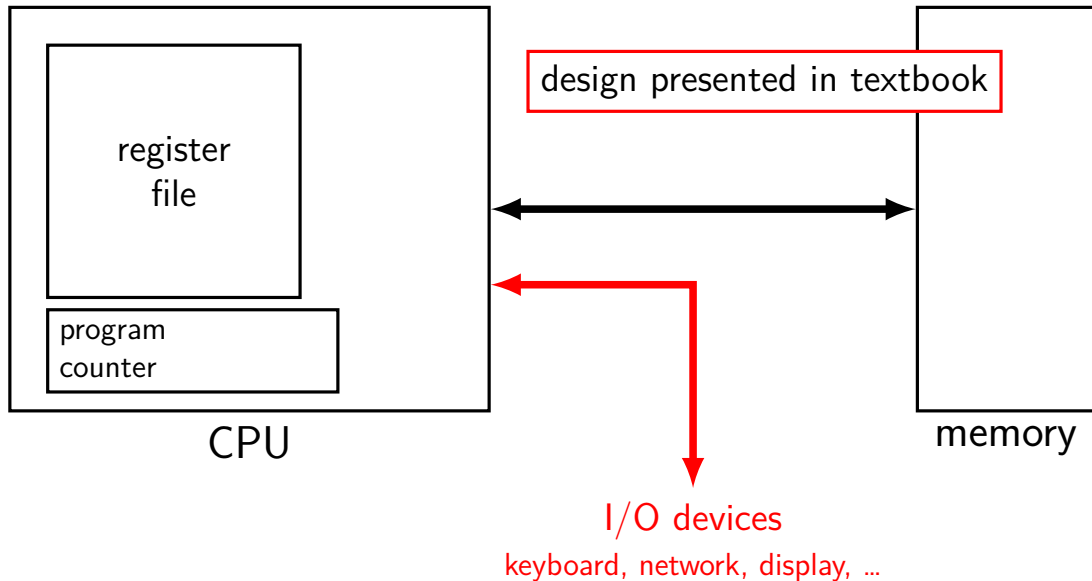 design presented in textbook
register
file
program
counter
CPU
memory
I/O devices
keyboard, network, display, ...